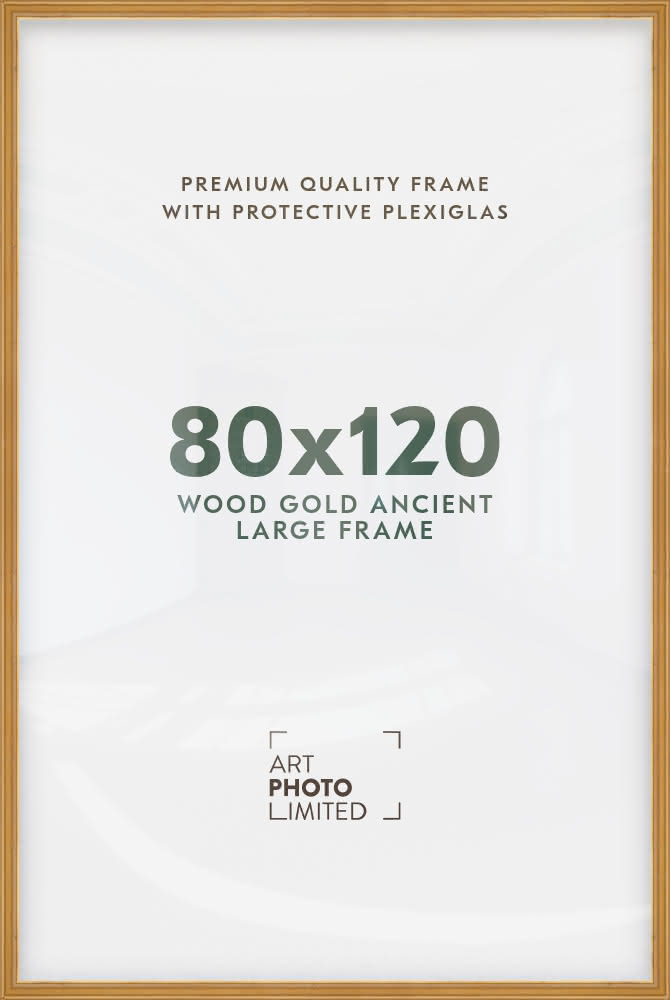 PREMIUM QUALITY FRAME
WITH PROTECTIVE PLEXIGLAS
80x120
WOOD GOLD ANCIENT
LARGE FRAME
ART
PHOTO
LIMITED